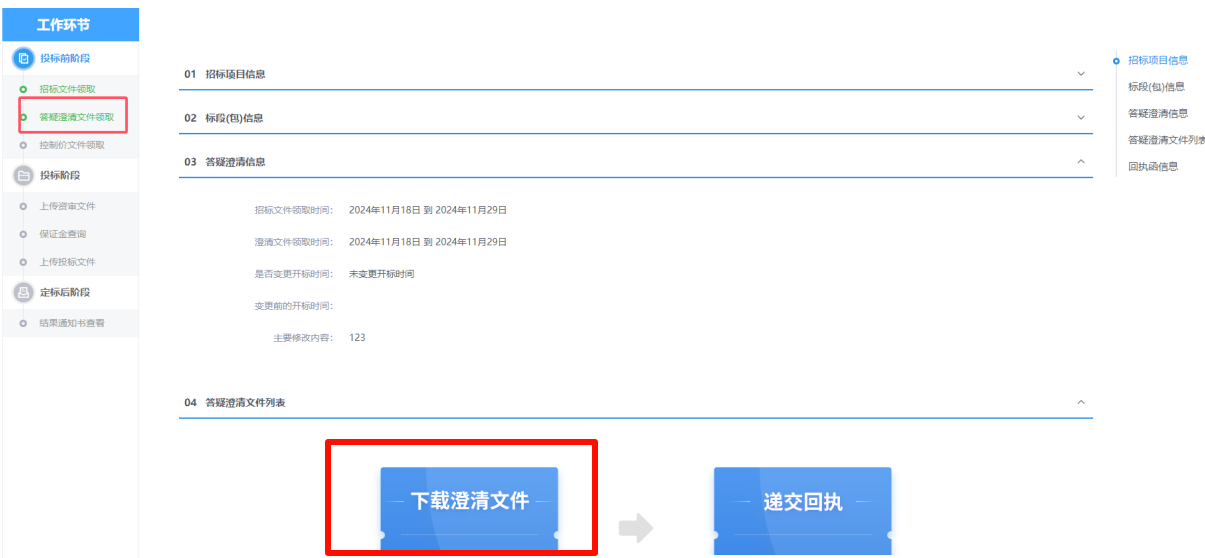 工作环节
投标前阶段
招标文件领取
答疑澄清文件领取
控制价文件领取
投标阶段
上传资审文件
保证金查询
上传投标文件
定标后阶段
结果通知书查看
01 招标项目信息
02 标段(包)信息
03 答疑澄清信息
招标文件领取时间: 2024年11月18日 到 2024年11月29日
澄清文件领取时间: 2024年11月18日 到 2024年11月29日
是否变更开标时间: 未变更开标时间
变更前的开标时间:
主要修改内容: 123
04 答疑澄清文件列表
下载澄清文件
递交回执
招标项目信息
标段(包)信息
答疑澄清信息
答疑澄清文件列表
回执函信息